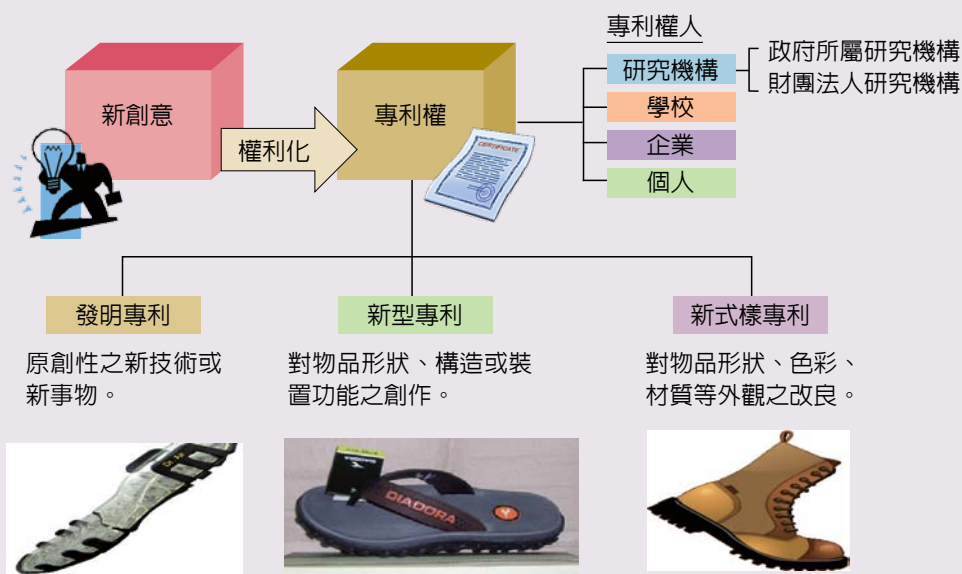 專利權人
研究機構
政府所屬研究機構
財團法人研究機構
學校
企業
個人
新創意
權利化
專利權
CERTIFICATE
發明專利
原創性之新技術或
新事物。
新型專利
對物品形狀、構造或裝
置功能之創作。
新式樣專利
對物品形狀、色彩、
材質等外觀之改良。
DIADORA